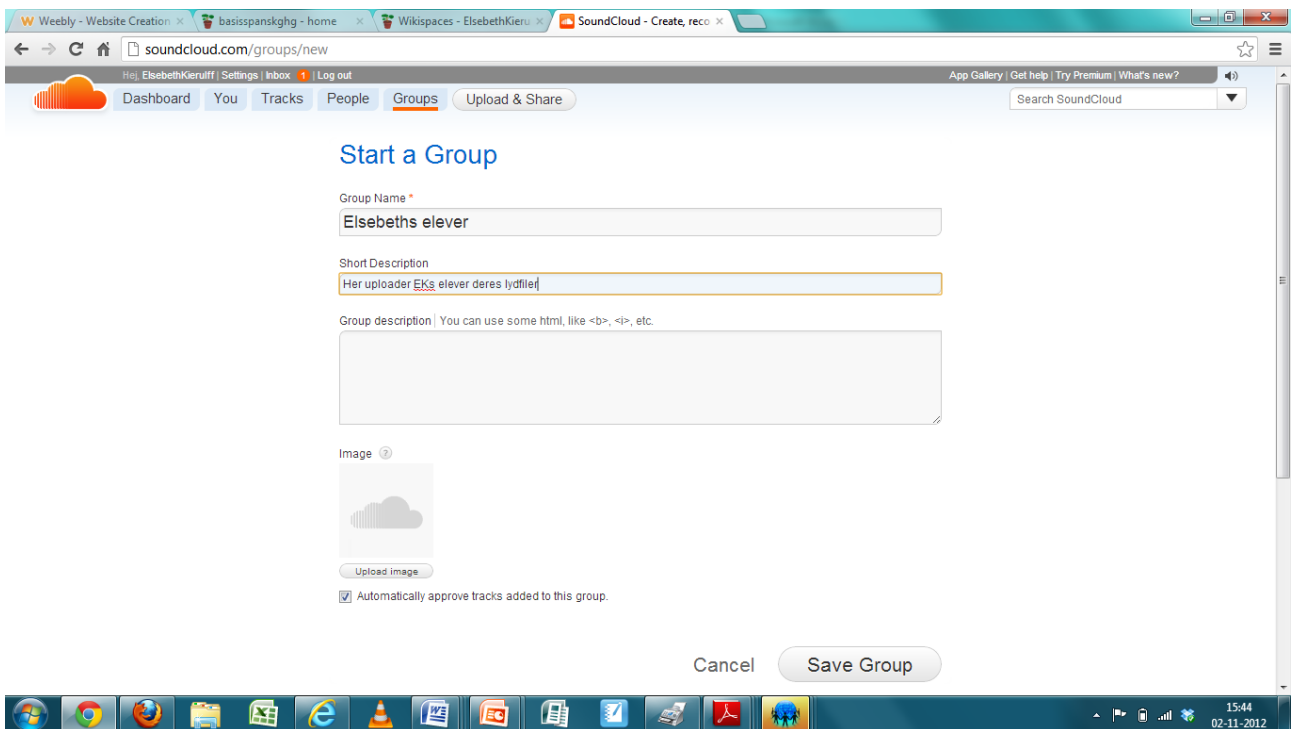 Weebly - Website Creation
basisspanskghg - home
Wikispaces - ElsebethKieru
SoundCloud - Create, reco
soundcloud.com/groups/new
Hej, ElsebethKierulff | Settings | Inbox 1 | Log out
App Gallery | Get help | Try Premium | What's new?
Dashboard You Tracks People Groups Upload & Share
Search SoundCloud
Start a Group
Group Name *
Elsebeths elever
Short Description
Her uploader EKs elever deres lydfiler
Group description | You can use some html, like <b>, <i>, etc.
Image ?
Upload image
Automatically approve tracks added to this group.
Cancel Save Group
15:44
02-11-2012